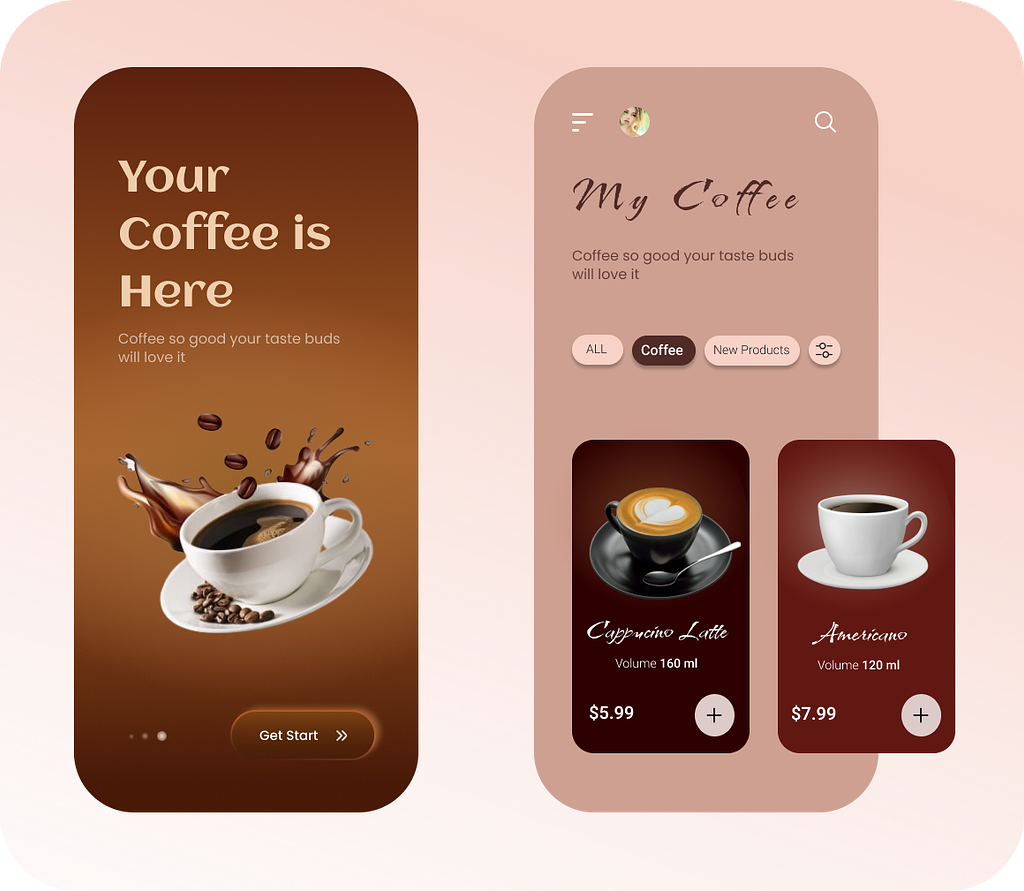 Your
Coffee is
Here
Coffee so good your taste buds
will love it
Get Start
My Coffee
Coffee so good your taste buds
will love it
ALL
Coffee
New Products
Cappucino Latte
Volume 160 ml
$5.99
Americano
Volume 120 ml
$7.99